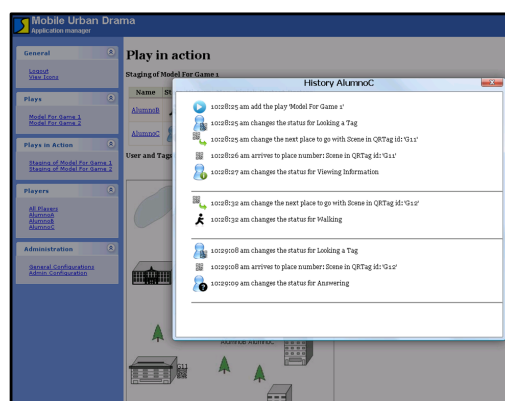 Mobile Urban Drama
Application manager
General
Logout
View Icons
Plays
Model For Game 1
Model For Game 2
Plays in Action
Staging of Model For Game 1
Staging of Model For Game 2
Players
All Players
AlumnoA
AlumnoB
AlumnoC
Administration
General Configurations
Admin Configuration
Play in action
Staging of Model For Game 1
Name St
AlumnoB
AlumnoC
User and Tags
AlumnoB AlumnoC
G11
History AlumnoC
10:28:25 am add the play 'Model For Game 1'
10:28:25 am changes the status for Looking a Tag
10:28:25 am change the next place to go with Scene in QRTag id: 'G11'
10:28:26 am arrives to place number: Scene in QRTag id: 'G11'
10:28:27 am changes the status for Viewing Information
10:28:32 am change the next place to go with Scene in QRTag id: 'G12'
10:28:32 am changes the status for Walking
10:29:08 am changes the status for Looking a Tag
10:29:08 am arrives to place number: Scene in QRTag id: 'G12'
10:29:09 am changes the status for Answering